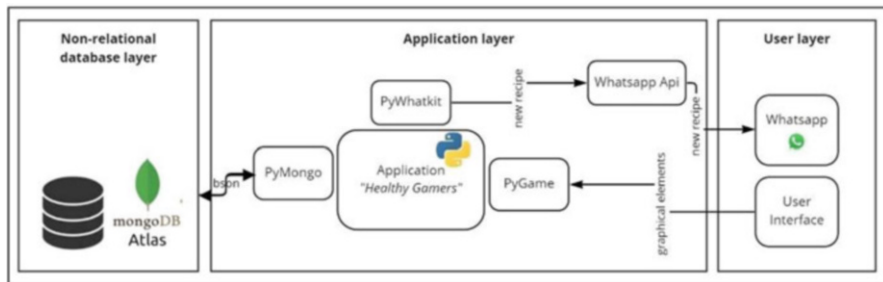 Non-relational
database layer
Application layer
User layer
PyWhatkit
new recipe
Whatsapp Api
new recipe
Whatsapp
bson
PyMongo
Application
"Healthy Gamers"
PyGame
graphical elements
User
Interface
mongoDB
Atlas